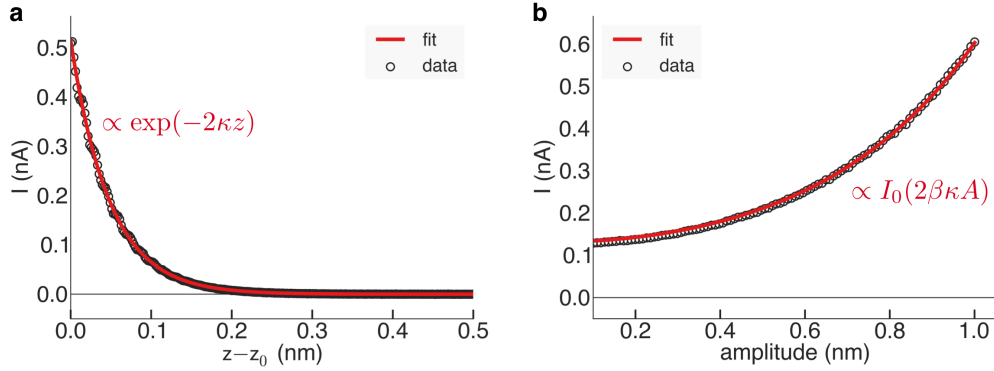 a
fit
data
∝ exp(−2κz)
I (nA)
0.5
0.4
0.3
0.2
0.1
0.0
0.0 0.1 0.2 0.3 0.4 0.5
z−z₀ (nm)
b
fit
data
∝ I₀(2βκA)
I (nA)
0.6
0.5
0.4
0.3
0.2
0.1
0.0
0.2 0.4 0.6 0.8 1.0
amplitude (nm)